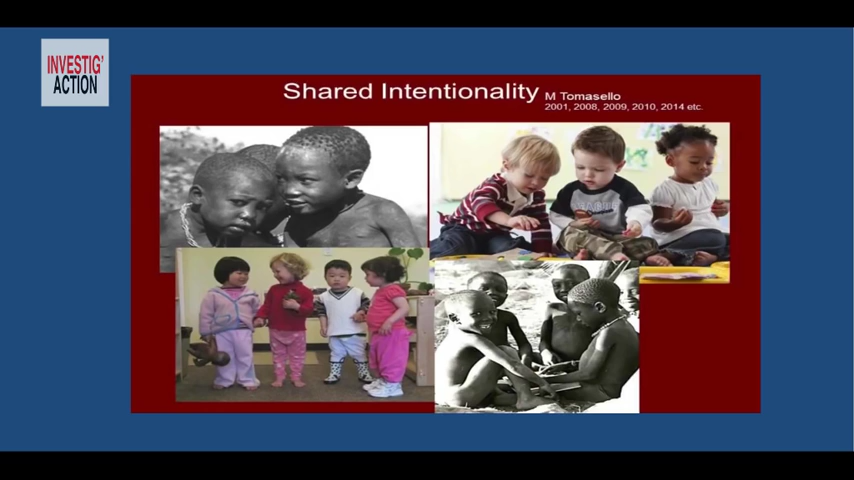 INVESTIG'
ACTION
Shared Intentionality M Tomasello
2001, 2008, 2009, 2010, 2014 etc.